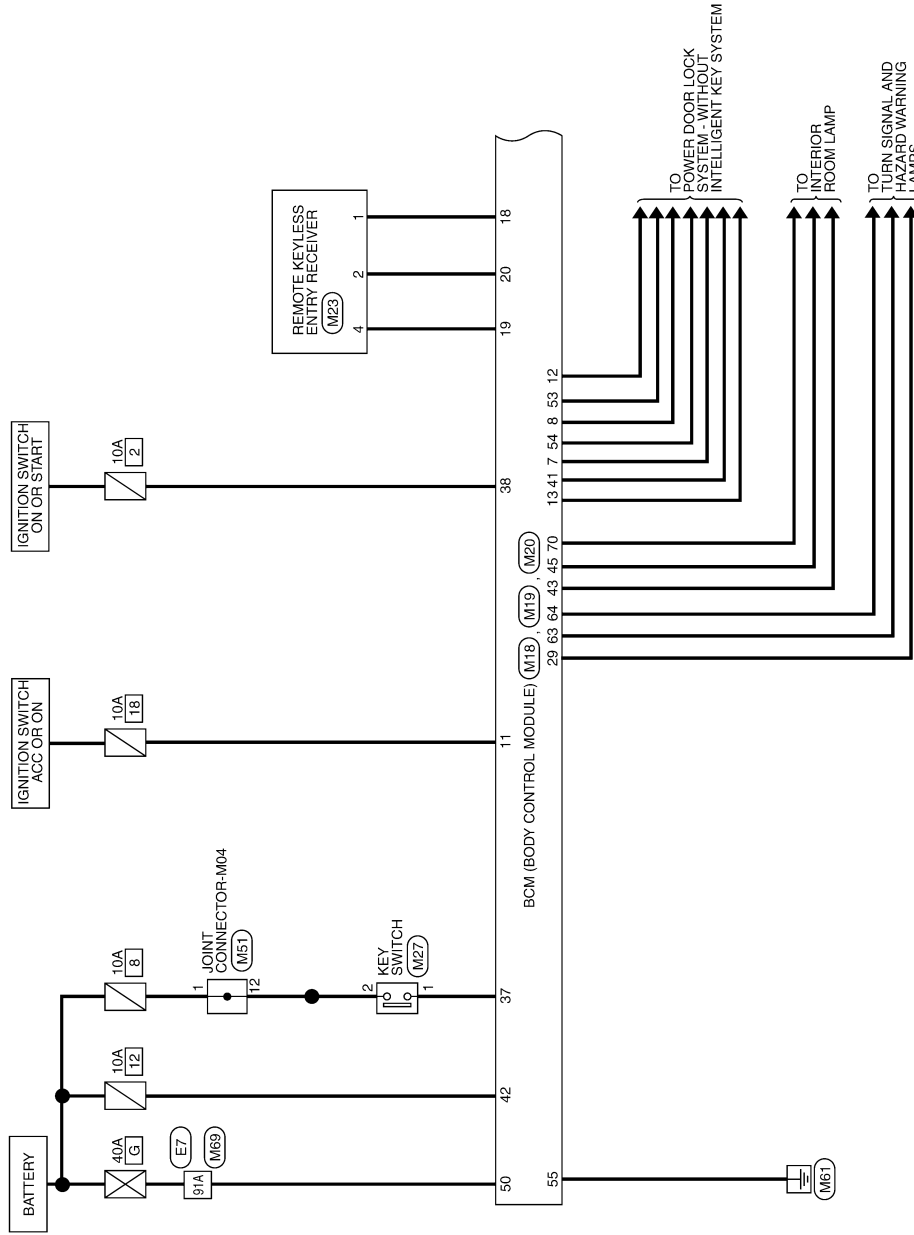 BATTERY
40A
G
E7
91A
M69
50
10A
12
42
10A
8
1
JOINT
CONNECTOR-M04
M51
12
2
KEY
SWITCH
M27
1
37
IGNITION SWITCH
ACC OR ON
10A
18
11
IGNITION SWITCH
ON OR START
10A
2
38
REMOTE KEYLESS
ENTRY RECEIVER
M23
4
2
1
19
20
18
BCM (BODY CONTROL MODULE) M18 , M19 , M20
55
M61
29
63
64
43
45
70
13
41
7
54
8
53
12
TO
POWER DOOR LOCK
SYSTEM - WITHOUT
INTELLIGENT KEY SYSTEM
TO
INTERIOR
ROOM LAMP
TO
TURN SIGNAL AND
HAZARD WARNING
LAMPS